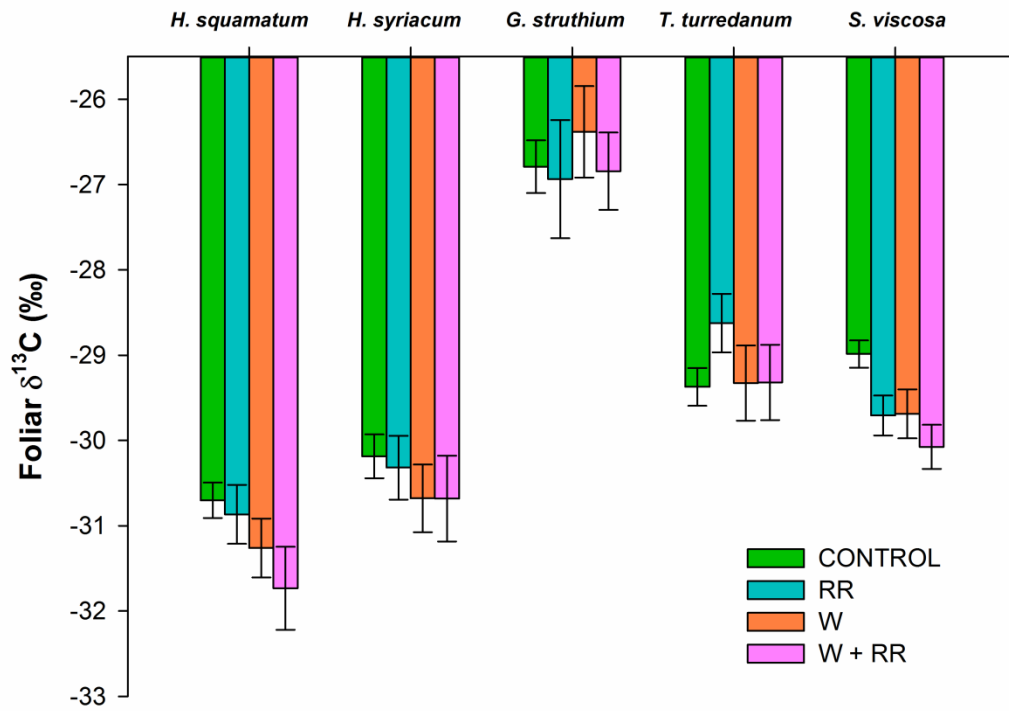 H. squamatum H. syriacum G. struthium T. turredanum S. viscosa
-26
-27
-28
-29
-30
-31
-32
-33
Foliar δ¹³C (‰)
CONTROL
RR
W
W + RR